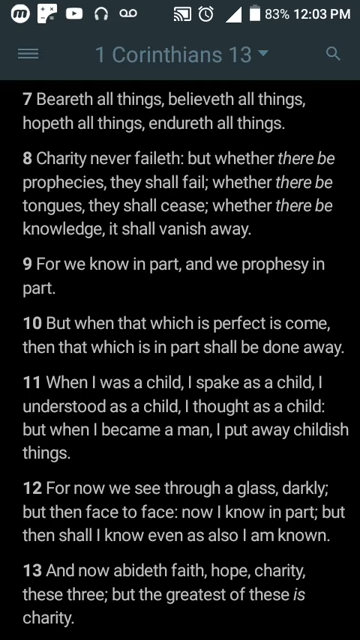 83% 12:03 PM
1 Corinthians 13
7 Beareth all things, believeth all things,
hopeth all things, endureth all things.
8 Charity never faileth: but whether there be
prophecies, they shall fail; whether there be
tongues, they shall cease; whether there be
knowledge, it shall vanish away.
9 For we know in part, and we prophesy in
part.
10 But when that which is perfect is come,
then that which is in part shall be done away.
11 When I was a child, I spake as a child, I
understood as a child, I thought as a child:
but when I became a man, I put away childish
things.
12 For now we see through a glass, darkly;
but then face to face: now I know in part; but
then shall I know even as also I am known.
13 And now abideth faith, hope, charity,
these three; but the greatest of these is
charity.